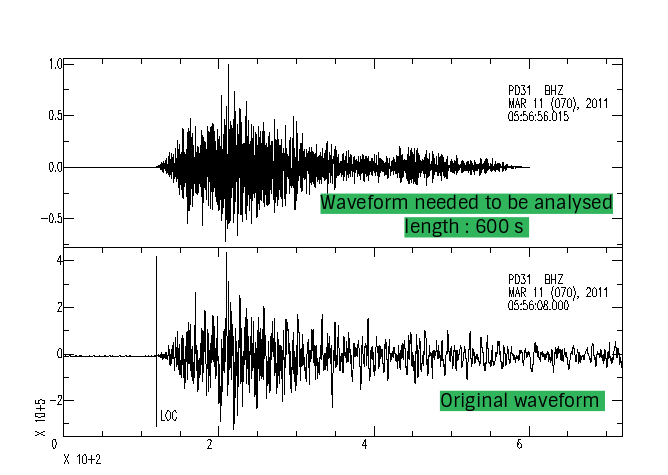 1.0
0.5
0.0
-0.5
PD31 BHZ
MAR 11 (070), 2011
05:56:56.015
Waveform needed to be analysed
length : 600 s
4
2
0
-2
X 10+5
PD31 BHZ
MAR 11 (070), 2011
05:56:08.000
Original waveform
LOC
0 2 4 6
X 10+2